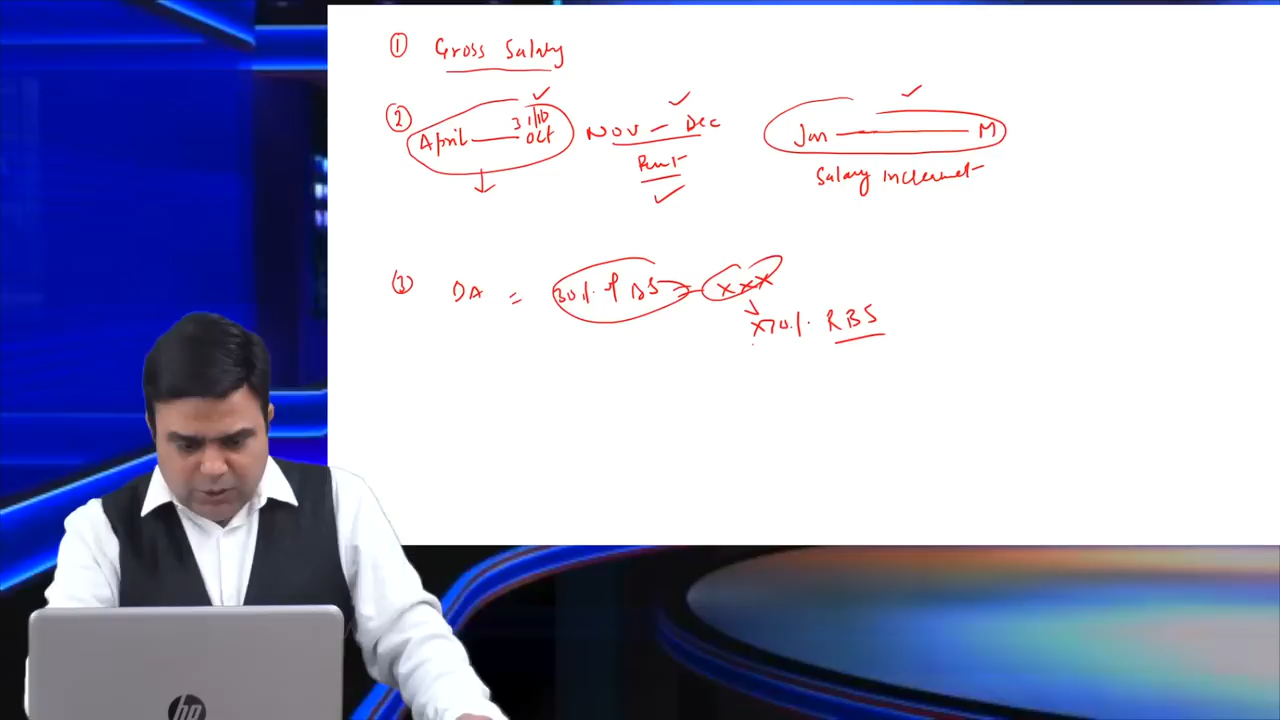 ① Gross Salary
② April — 31/10 Oct Nov – Dec Jan — M
Rent
Salary Increment
③ DA = 30% of BS = xxx
x70% RBS
hp